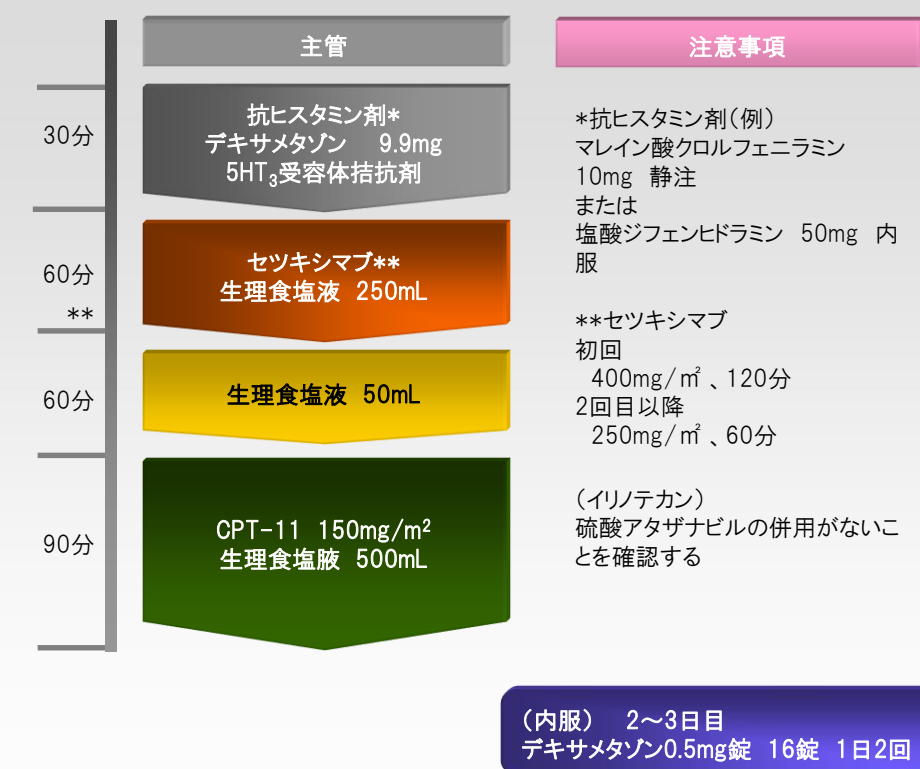 主管
注意事項
30分
抗ヒスタミン剤*
デキサメタゾン　9.9mg
5HT₃受容体拮抗剤
60分
**
セツキシマブ**
生理食塩液 250mL
60分
生理食塩液 50mL
90分
CPT-11 150mg/m²
生理食塩腋 500mL
*抗ヒスタミン剤(例)
マレイン酸クロルフェニラミン
10mg 静注
または
塩酸ジフェンヒドラミン 50mg 内
服
**セツキシマブ
初回
400mg/㎡、120分
2回目以降
250mg/㎡、60分
(イリノテカン)
硫酸アタザナビルの併用がないこ
とを確認する
(内服)　2～3日目
デキサメタゾン0.5mg錠 16錠 1日2回